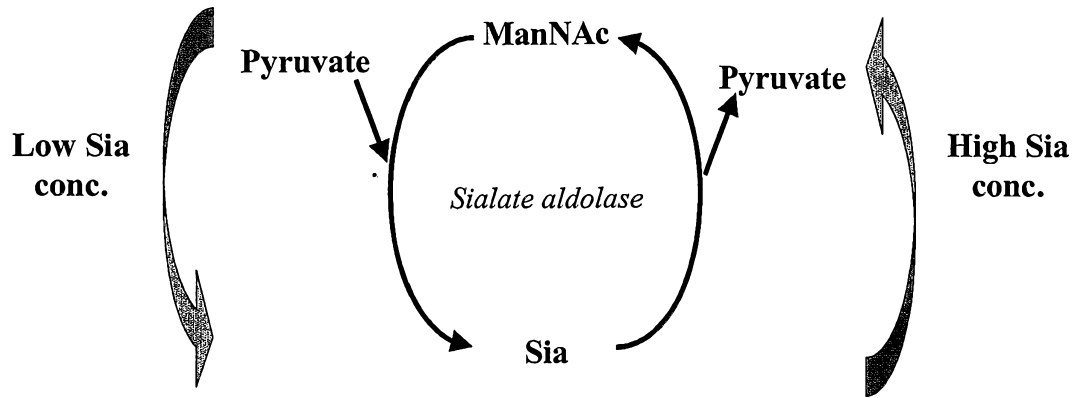 ManNAc
Pyruvate
Pyruvate
Low Sia
conc.
High Sia
conc.
Sialate aldolase
Sia